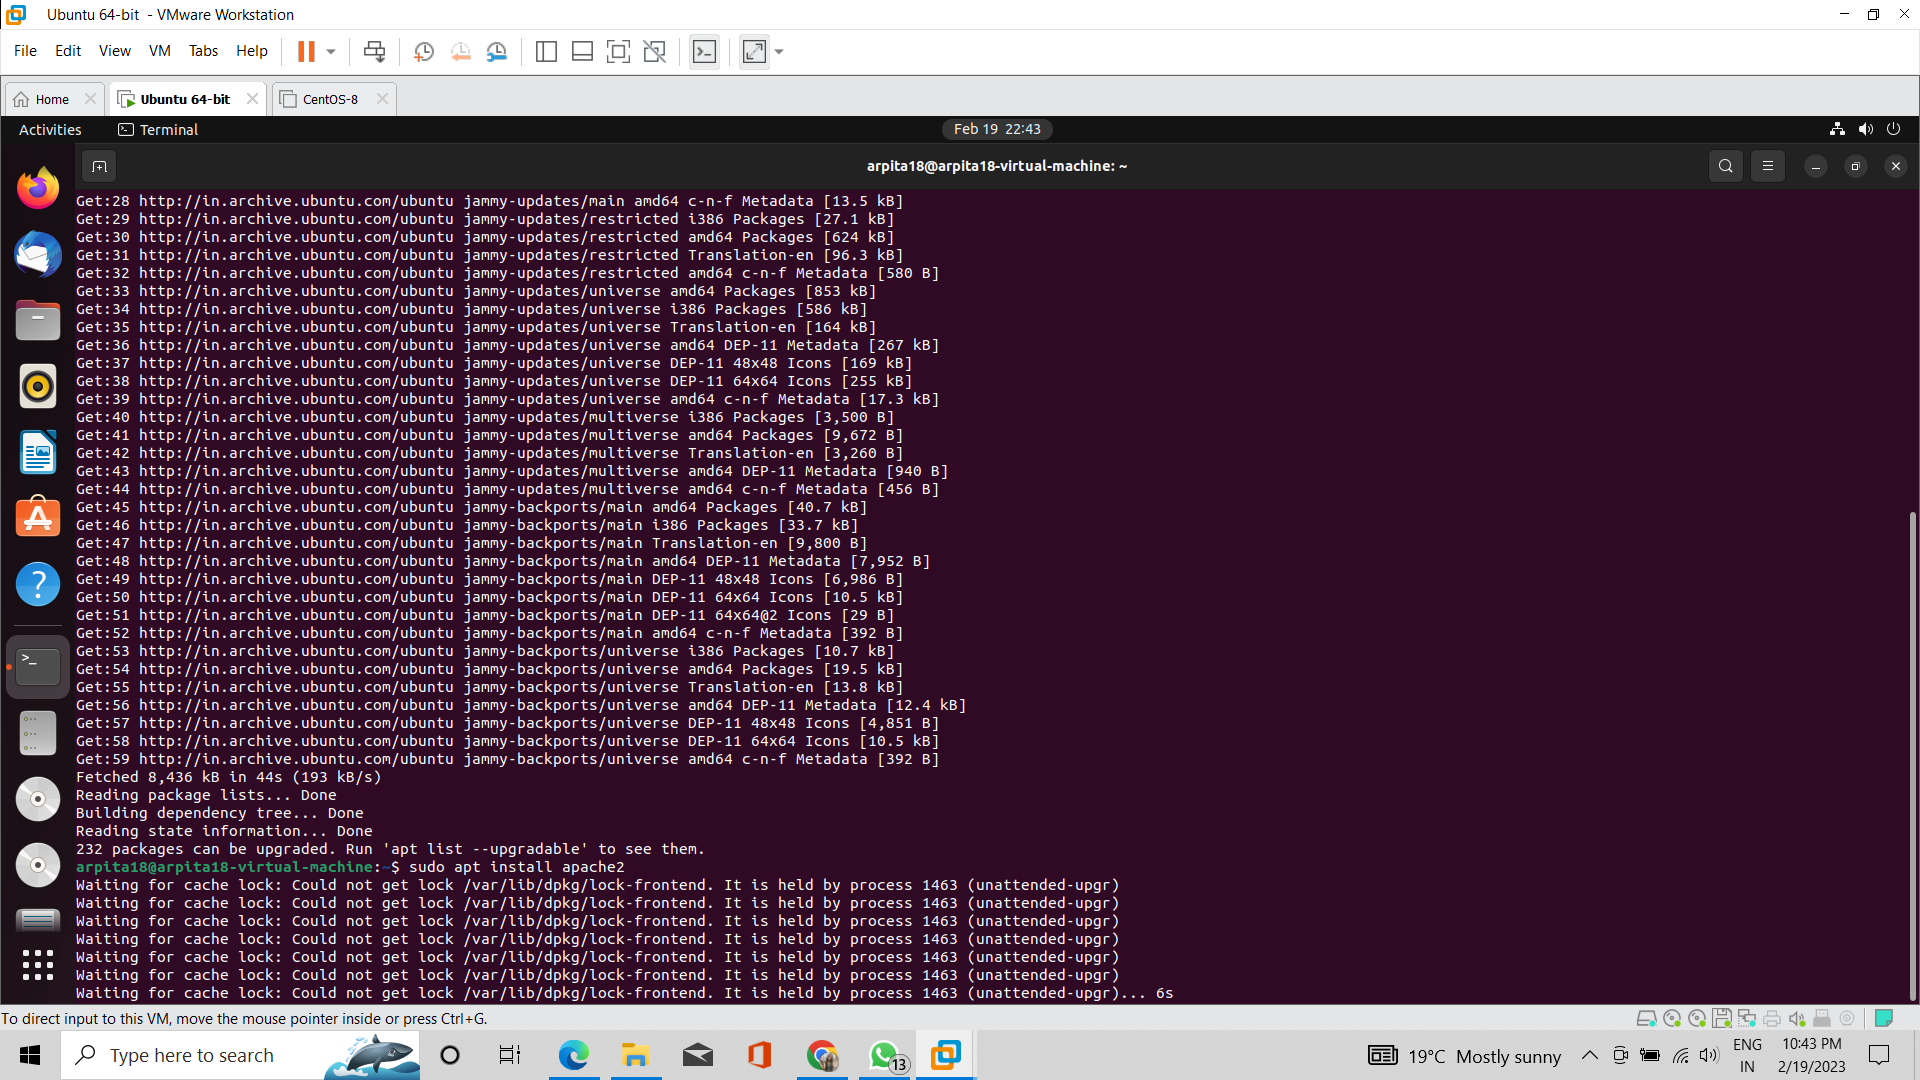 Ubuntu 64-bit - VMware Workstation
File Edit View VM Tabs Help
Home Ubuntu 64-bit CentOS-8
Activities Terminal Feb 19 22:43
arpita18@arpita18-virtual-machine: ~
Get:28 http://in.archive.ubuntu.com/ubuntu jammy-updates/main amd64 c-n-f Metadata [13.5 kB]
Get:29 http://in.archive.ubuntu.com/ubuntu jammy-updates/restricted i386 Packages [27.1 kB]
Get:30 http://in.archive.ubuntu.com/ubuntu jammy-updates/restricted amd64 Packages [624 kB]
Get:31 http://in.archive.ubuntu.com/ubuntu jammy-updates/restricted Translation-en [96.3 kB]
Get:32 http://in.archive.ubuntu.com/ubuntu jammy-updates/restricted amd64 c-n-f Metadata [580 B]
Get:33 http://in.archive.ubuntu.com/ubuntu jammy-updates/universe amd64 Packages [853 kB]
Get:34 http://in.archive.ubuntu.com/ubuntu jammy-updates/universe i386 Packages [586 kB]
Get:35 http://in.archive.ubuntu.com/ubuntu jammy-updates/universe Translation-en [164 kB]
Get:36 http://in.archive.ubuntu.com/ubuntu jammy-updates/universe amd64 DEP-11 Metadata [267 kB]
Get:37 http://in.archive.ubuntu.com/ubuntu jammy-updates/universe DEP-11 48x48 Icons [169 kB]
Get:38 http://in.archive.ubuntu.com/ubuntu jammy-updates/universe DEP-11 64x64 Icons [255 kB]
Get:39 http://in.archive.ubuntu.com/ubuntu jammy-updates/universe amd64 c-n-f Metadata [17.3 kB]
Get:40 http://in.archive.ubuntu.com/ubuntu jammy-updates/multiverse i386 Packages [3,500 B]
Get:41 http://in.archive.ubuntu.com/ubuntu jammy-updates/multiverse amd64 Packages [9,672 B]
Get:42 http://in.archive.ubuntu.com/ubuntu jammy-updates/multiverse Translation-en [3,260 B]
Get:43 http://in.archive.ubuntu.com/ubuntu jammy-updates/multiverse amd64 DEP-11 Metadata [940 B]
Get:44 http://in.archive.ubuntu.com/ubuntu jammy-updates/multiverse amd64 c-n-f Metadata [456 B]
Get:45 http://in.archive.ubuntu.com/ubuntu jammy-backports/main amd64 Packages [40.7 kB]
Get:46 http://in.archive.ubuntu.com/ubuntu jammy-backports/main i386 Packages [33.7 kB]
Get:47 http://in.archive.ubuntu.com/ubuntu jammy-backports/main Translation-en [9,800 B]
Get:48 http://in.archive.ubuntu.com/ubuntu jammy-backports/main amd64 DEP-11 Metadata [7,952 B]
Get:49 http://in.archive.ubuntu.com/ubuntu jammy-backports/main DEP-11 48x48 Icons [6,986 B]
Get:50 http://in.archive.ubuntu.com/ubuntu jammy-backports/main DEP-11 64x64 Icons [10.5 kB]
Get:51 http://in.archive.ubuntu.com/ubuntu jammy-backports/main DEP-11 64x64@2 Icons [29 B]
Get:52 http://in.archive.ubuntu.com/ubuntu jammy-backports/main amd64 c-n-f Metadata [392 B]
Get:53 http://in.archive.ubuntu.com/ubuntu jammy-backports/universe i386 Packages [10.7 kB]
Get:54 http://in.archive.ubuntu.com/ubuntu jammy-backports/universe amd64 Packages [19.5 kB]
Get:55 http://in.archive.ubuntu.com/ubuntu jammy-backports/universe Translation-en [13.8 kB]
Get:56 http://in.archive.ubuntu.com/ubuntu jammy-backports/universe amd64 DEP-11 Metadata [12.4 kB]
Get:57 http://in.archive.ubuntu.com/ubuntu jammy-backports/universe DEP-11 48x48 Icons [4,851 B]
Get:58 http://in.archive.ubuntu.com/ubuntu jammy-backports/universe DEP-11 64x64 Icons [10.5 kB]
Get:59 http://in.archive.ubuntu.com/ubuntu jammy-backports/universe amd64 c-n-f Metadata [392 B]
Fetched 8,436 kB in 44s (193 kB/s)
Reading package lists... Done
Building dependency tree... Done
Reading state information... Done
232 packages can be upgraded. Run 'apt list --upgradable' to see them.
arpita18@arpita18-virtual-machine:~$ sudo apt install apache2
Waiting for cache lock: Could not get lock /var/lib/dpkg/lock-frontend. It is held by process 1463 (unattended-upgr)
Waiting for cache lock: Could not get lock /var/lib/dpkg/lock-frontend. It is held by process 1463 (unattended-upgr)
Waiting for cache lock: Could not get lock /var/lib/dpkg/lock-frontend. It is held by process 1463 (unattended-upgr)
Waiting for cache lock: Could not get lock /var/lib/dpkg/lock-frontend. It is held by process 1463 (unattended-upgr)
Waiting for cache lock: Could not get lock /var/lib/dpkg/lock-frontend. It is held by process 1463 (unattended-upgr)
Waiting for cache lock: Could not get lock /var/lib/dpkg/lock-frontend. It is held by process 1463 (unattended-upgr)
Waiting for cache lock: Could not get lock /var/lib/dpkg/lock-frontend. It is held by process 1463 (unattended-upgr)... 6s
To direct input to this VM, move the mouse pointer inside or press Ctrl+G.
Type here to search 13 19°C Mostly sunny ENG 10:43 PM
IN 2/19/2023